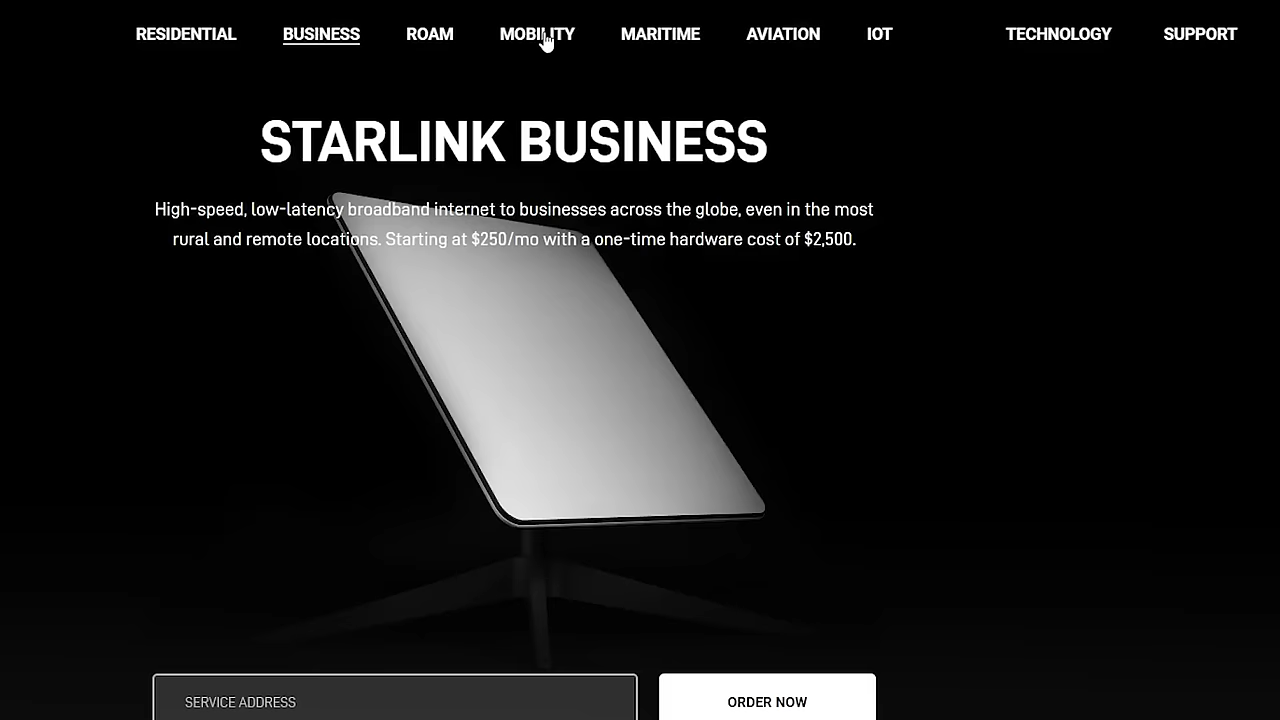 RESIDENTIAL BUSINESS ROAM MOBILITY MARITIME AVIATION IOT TECHNOLOGY SUPPORT
STARLINK BUSINESS
High-speed, low-latency broadband internet to businesses across the globe, even in the most
rural and remote locations. Starting at $250/mo with a one-time hardware cost of $2,500.
SERVICE ADDRESS ORDER NOW